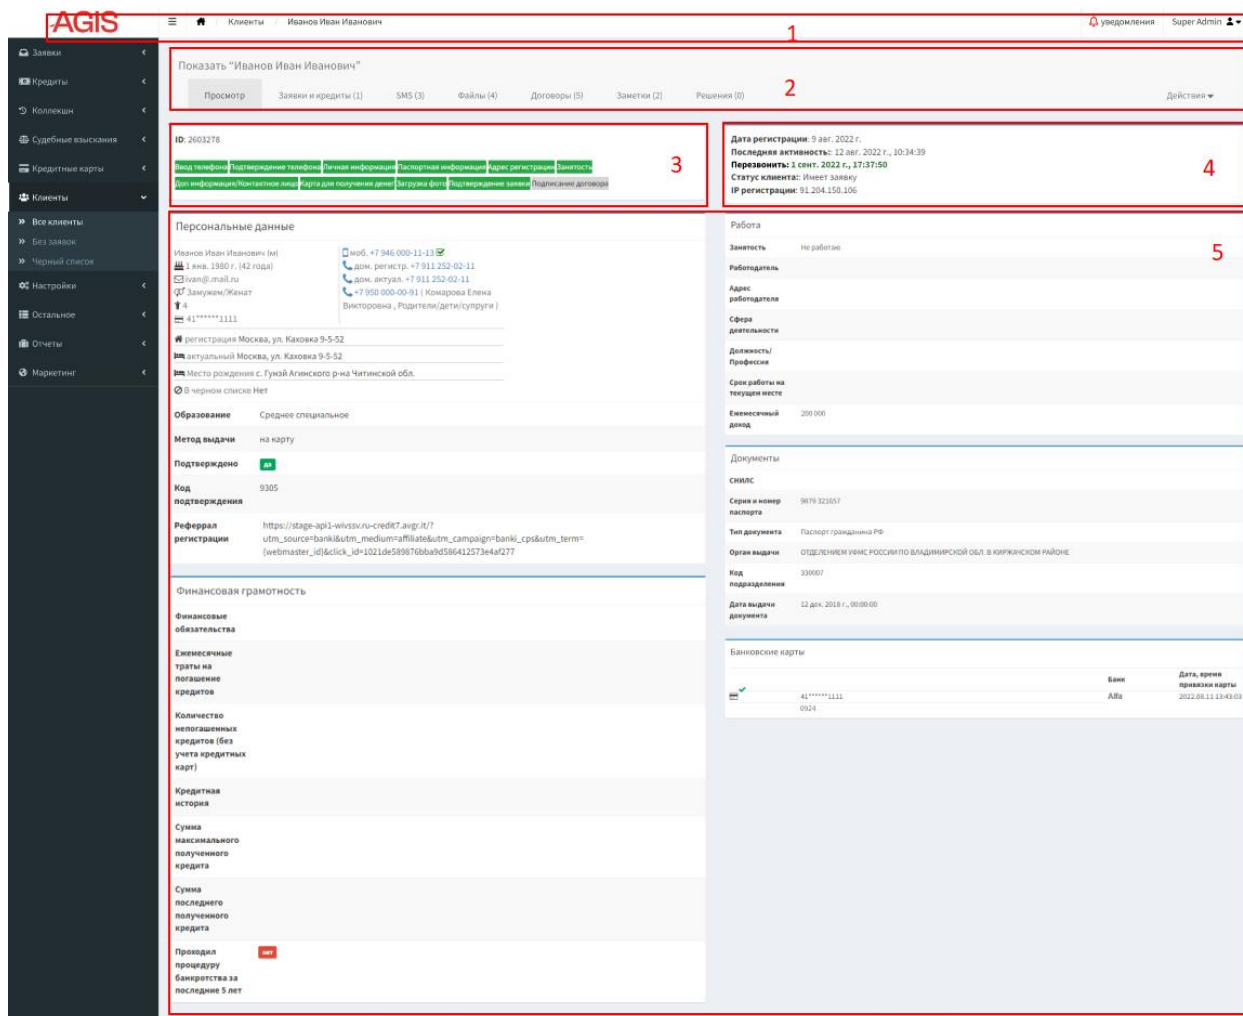 AGIS
Клиенты / Иванов Иван Иванович
уведомления
Super Admin
1
Заявки
Кредиты
Коллекшн
Судебные взыскания
Кредитные карты
Клиенты
Все клиенты
Без заявок
Черный список
Настройки
Остальное
Отчеты
Маркетинг
Показать "Иванов Иван Иванович"
Просмотр
Заявки и кредиты (1)
SMS (3)
Файлы (4)
Договоры (5)
Заметки (2)
Решения (0)
2
Действия
ID: 2603278
Ввод телефона Подтверждение телефона Личная информация Паспортная информация Адрес регистрации Занятость
Доп информация/Контактное лицо Карта для получения денег Загрузка фото Подтверждение заявки Подписание договора
3
Дата регистрации: 9 авг. 2022 г.
Последняя активность:: 12 авг. 2022 г., 10:34:39
Перезвонить: 1 сент. 2022 г., 17:37:50
Статус клиента:: Имеет заявку
IP регистрации: 91.204.150.106
4
Персональные данные
Иванов Иван Иванович (м)
1 янв. 1980 г. (42 года)
ivan@.mail.ru
Замужем/Женат
4
41******1111
моб. +7 946 000-11-13
дом. регистр. +7 911 252-02-11
дом. актуал. +7 911 252-02-11
+7 950 000-00-91 ( Комарова Елена
Викторовна , Родители/дети/супруги )
регистрация Москва, ул. Каховка 9-5-52
актуальный Москва, ул. Каховка 9-5-52
Место рождения с. Гунэй Агинского р-на Читинской обл.
В черном списке Нет
Образование Среднее специальное
Метод выдачи на карту
Подтверждено да
Код
подтверждения
9305
Реферрал
регистрации
https://stage-api1-wivssv.ru-credit7.avgr.it/?
utm_source=banki&utm_medium=affiliate&utm_campaign=banki_cps&utm_term=
{webmaster_id}&click_id=1021de589876bba9d586412573e4af277
Финансовая грамотность
Финансовые
обязательства
Ежемесячные
траты на
погашение
кредитов
Количество
непогашенных
кредитов (без
учета кредитных
карт)
Кредитная
история
Сумма
максимального
полученного
кредита
Сумма
последнего
полученного
кредита
Проходил
процедуру
банкротства за
последние 5 лет
нет
Работа
5
Занятость Не работаю
Работодатель
Адрес
работодателя
Сфера
деятельности
Должность/
Профессия
Срок работы на
текущем месте
Ежемесячный
доход
200 000
Документы
СНИЛС
Серия и номер
паспорта
9879 321657
Тип документа Паспорт гражданина РФ
Орган выдачи ОТДЕЛЕНИЕМ УФМС РОССИИ ПО ВЛАДИМИРСКОЙ ОБЛ. В КИРЖАЧСКОМ РАЙОНЕ
Код
подразделения
330007
Дата выдачи
документа
12 дек. 2018 г., 00:00:00
Банковские карты
Банк
Дата, время
привязки карты
41******1111
Alfa
2022.08.11 13:43:03
0924